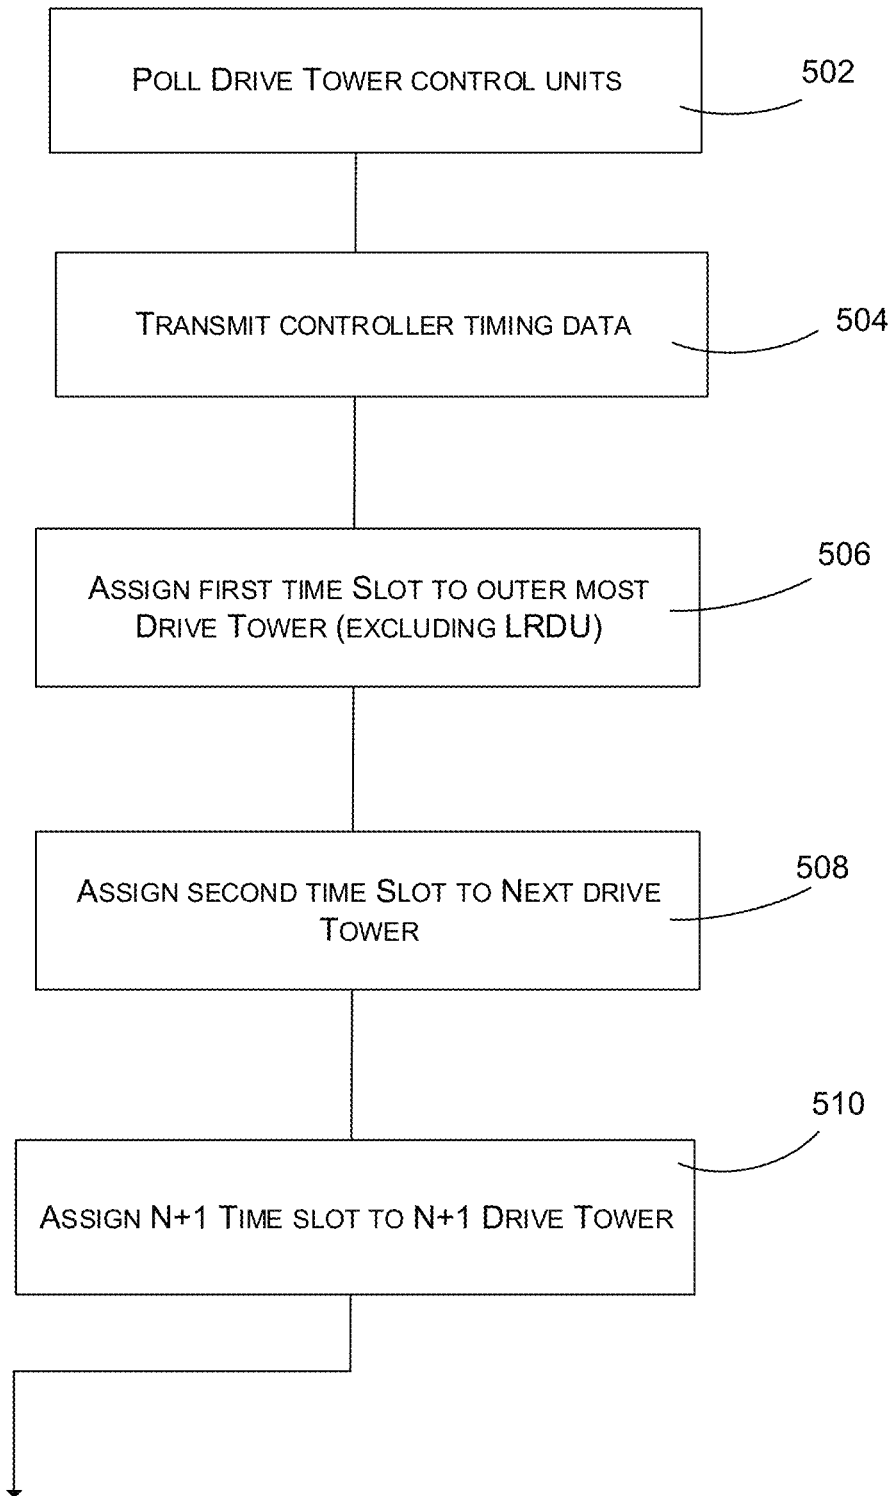 POLL DRIVE TOWER CONTROL UNITS
502
TRANSMIT CONTROLLER TIMING DATA
504
ASSIGN FIRST TIME SLOT TO OUTER MOST
DRIVE TOWER (EXCLUDING LRDU)
506
ASSIGN SECOND TIME SLOT TO NEXT DRIVE
TOWER
508
ASSIGN N+1 TIME SLOT TO N+1 DRIVE TOWER
510